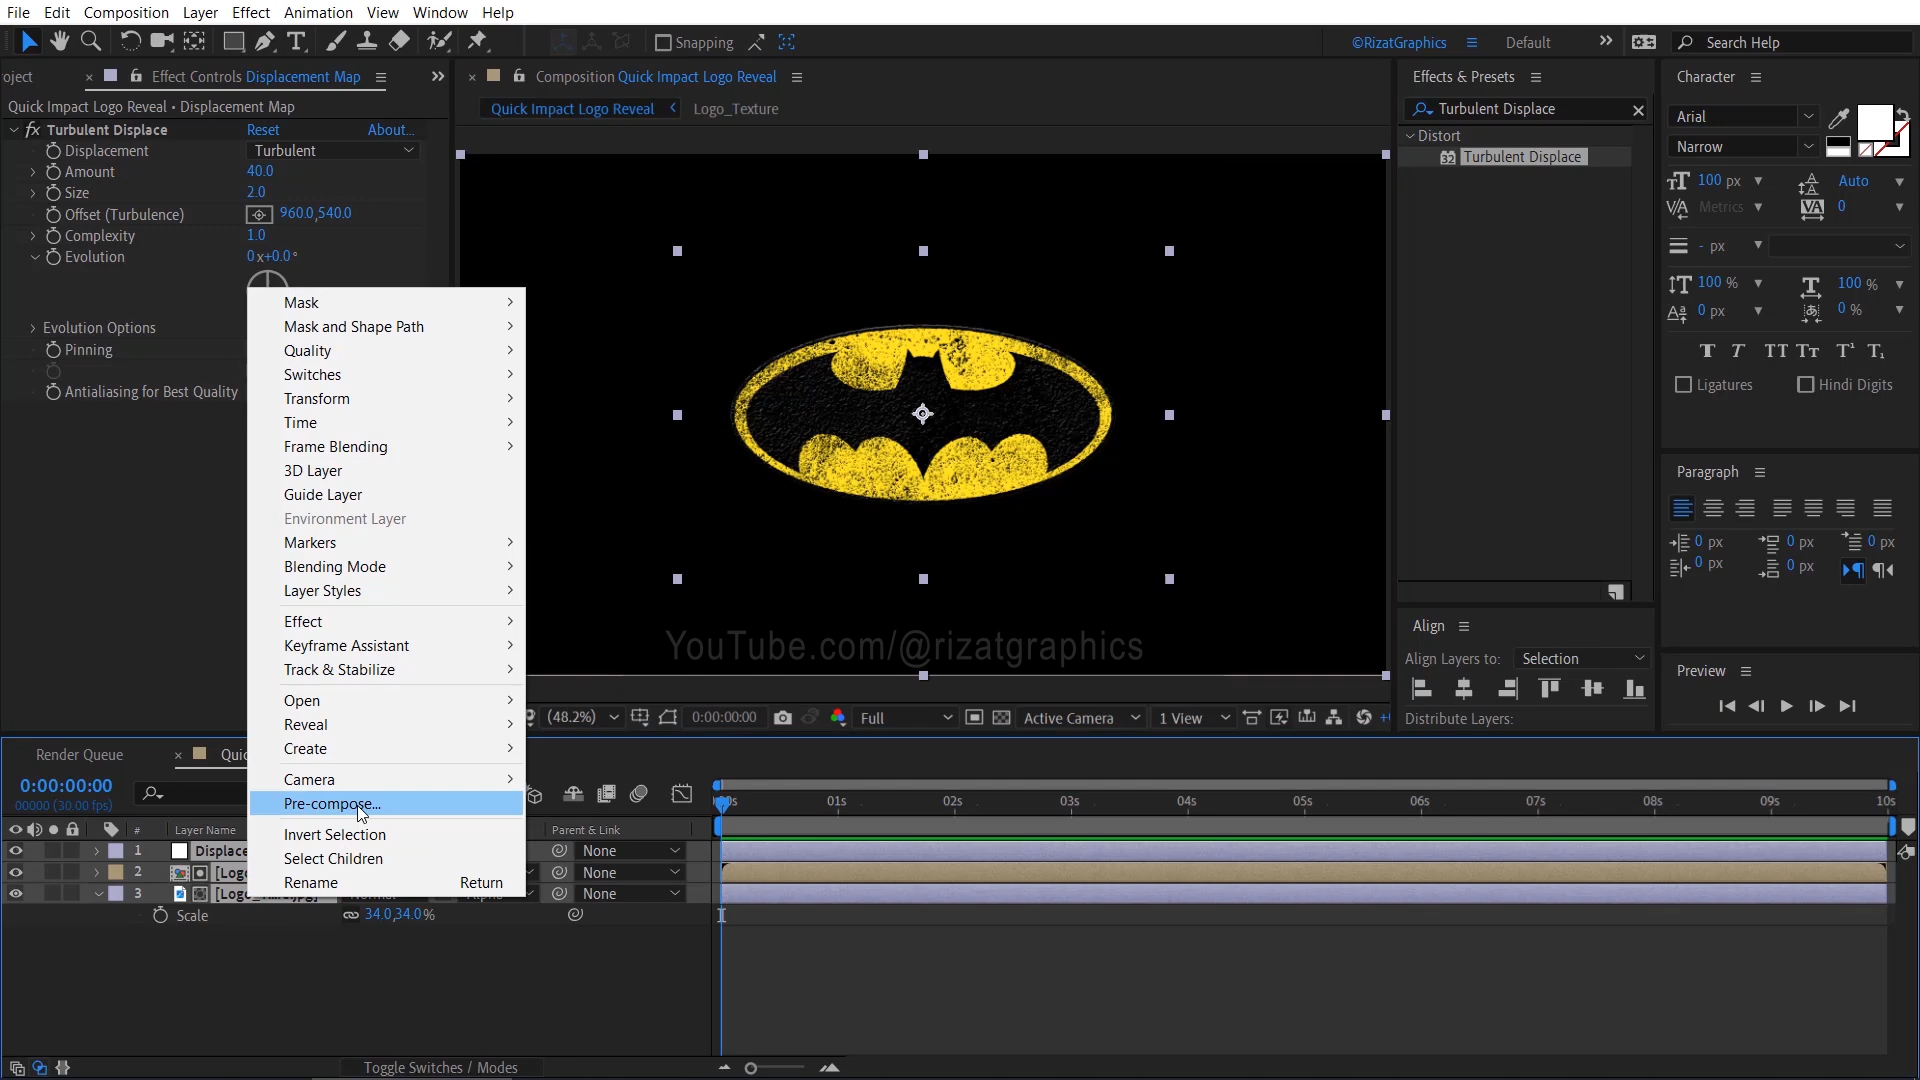 File Edit Composition Layer Effect Animation View Window Help
Snapping ©RizatGraphics Default Search Help
oject Effect Controls Displacement Map
Quick Impact Logo Reveal • Displacement Map
fx Turbulent Displace Reset About...
Displacement Turbulent
Amount 40.0
Size 2.0
Offset (Turbulence) 960.0,540.0
Complexity 1.0
Evolution 0x+0.0°
Evolution Options
Pinning
Antialiasing for Best Quality
Composition Quick Impact Logo Reveal
Quick Impact Logo Reveal Logo_Texture
YouTube.com/@rizatgraphics
(48.2%) 0:00:00:00 Full Active Camera 1 View
Mask
Mask and Shape Path
Quality
Switches
Transform
Time
Frame Blending
3D Layer
Guide Layer
Environment Layer
Markers
Blending Mode
Layer Styles
Effect
Keyframe Assistant
Track & Stabilize
Open
Reveal
Create
Camera
Pre-compose...
Invert Selection
Select Children
Rename Return
Effects & Presets
Turbulent Displace
Distort
32 Turbulent Displace
Align
Align Layers to: Selection
Distribute Layers:
Character
Arial
Narrow
100 px Auto
Metrics 0
- px
100 % 100 %
0 px 0 %
Ligatures Hindi Digits
Paragraph
0 px 0 px 0 px
0 px 0 px
Preview
Render Queue Quic
0:00:00:00
00000 (30.00 fps)
01s 02s 03s 04s 05s 06s 07s 08s 09s 10s
# Layer Name Parent & Link
1 Displace None
2 [Logo None
3 None
Scale 34.0,34.0%
Toggle Switches / Modes